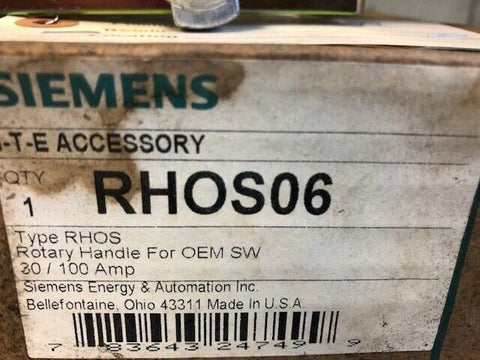 SIEMENS
I-T-E ACCESSORY
QTY
1
RHOS06
Type RHOS
Rotary Handle For OEM SW
30 / 100 Amp
Siemens Energy & Automation Inc.
Bellefontaine, Ohio 43311 Made In U.S.A.
7 83643 24749 9